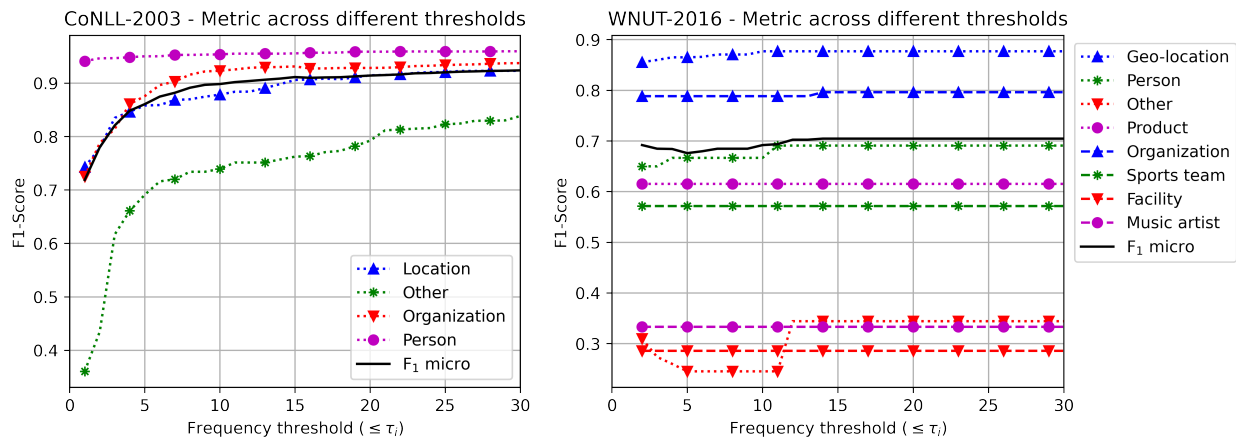 CoNLL-2003 - Metric across different thresholds
F1-Score
0.9
0.8
0.7
0.6
0.5
0.4
0 5 10 15 20 25 30
Frequency threshold (≤ τᵢ)
Location
Other
Organization
Person
F₁ micro
WNUT-2016 - Metric across different thresholds
F1-Score
0.9
0.8
0.7
0.6
0.5
0.4
0.3
0 5 10 15 20 25 30
Frequency threshold (≤ τᵢ)
Geo-location
Person
Other
Product
Organization
Sports team
Facility
Music artist
F₁ micro